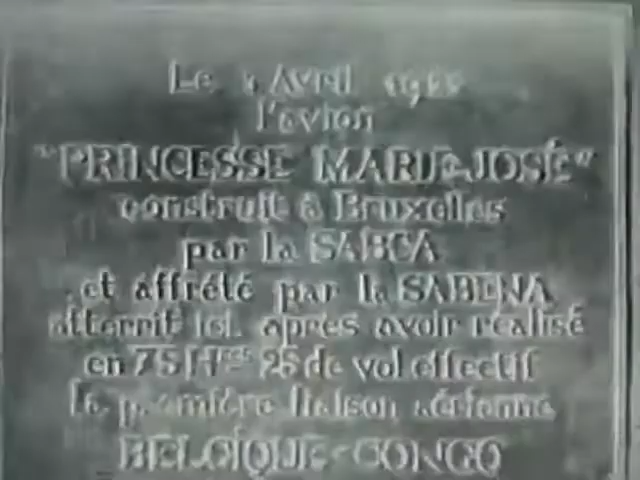 Le Avril
l'avion
"PRINCESSE MARIE-JOSÉ"
construit à Bruxelles
par la SABCA
et affrété par la SABENA
atterrit ici après avoir réalisé
en 75 Hres 25 de vol effectif
la première liaison aérienne
BELGIQUE-CONGO